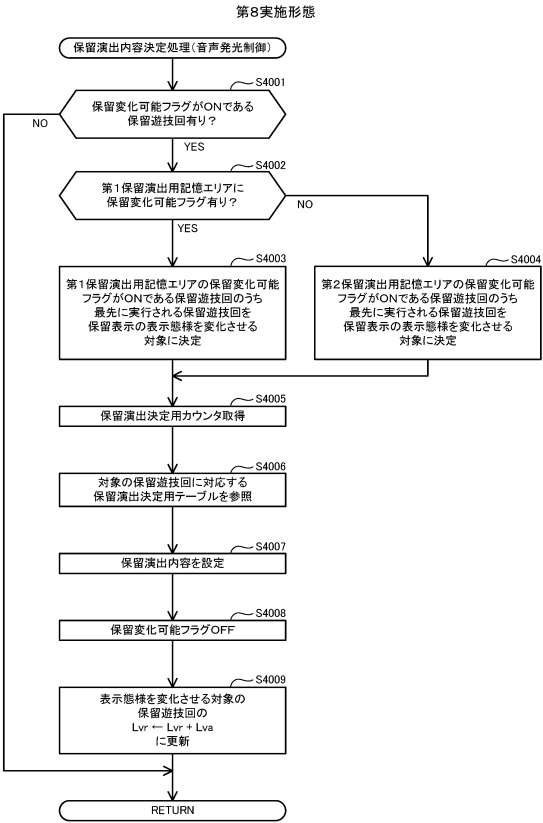 第8実施形態
保留演出内容決定処理(音声発光制御)
S4001
保留変化可能フラグがONである
保留遊技回有り？
NO
YES
S4002
第1保留演出用記憶エリアに
保留変化可能フラグ有り？
NO
YES
S4003
第1保留演出用記憶エリアの保留変化可能
フラグがONである保留遊技回のうち
最先に実行される保留遊技回を
保留表示の表示態様を変化させる
対象に決定
S4004
第2保留演出用記憶エリアの保留変化可能
フラグがONである保留遊技回のうち
最先に実行される保留遊技回を
保留表示の表示態様を変化させる
対象に決定
S4005
保留演出決定用カウンタ取得
S4006
対象の保留遊技回に対応する
保留演出決定用テーブルを参照
S4007
保留演出内容を設定
S4008
保留変化可能フラグOFF
S4009
表示態様を変化させる対象の
保留遊技回の
Lvr ← Lvr + Lva
に更新
RETURN